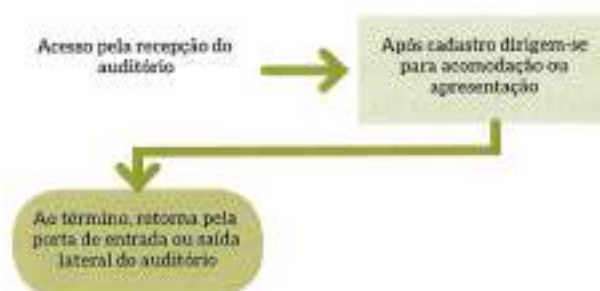 Acesso pela recepção do
auditório
Após cadastro dirigem-se
para acomodação ou
apresentação
Ao término, retorna pela
porta de entrada ou saída
lateral do auditório